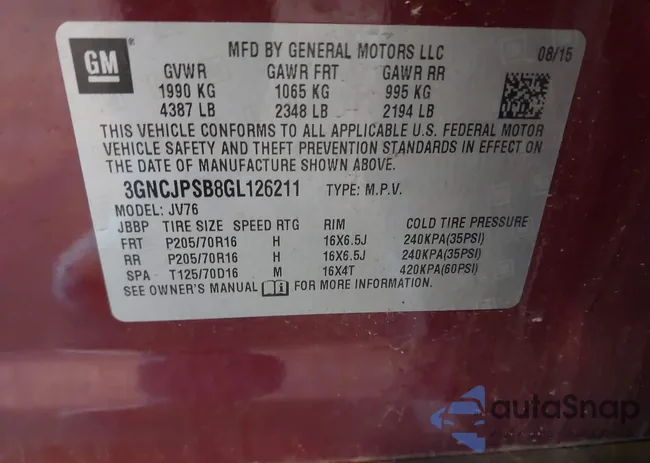 GM
MFD BY GENERAL MOTORS LLC 08/15
GVWR GAWR FRT GAWR RR
1990 KG 1065 KG 995 KG
4387 LB 2348 LB 2194 LB
THIS VEHICLE CONFORMS TO ALL APPLICABLE U.S. FEDERAL MOTOR
VEHICLE SAFETY AND THEFT PREVENTION STANDARDS IN EFFECT ON
THE DATE OF MANUFACTURE SHOWN ABOVE.
3GNCJPSB8GL126211 TYPE: M.P.V.
MODEL: JV76
JBBP TIRE SIZE SPEED RTG RIM COLD TIRE PRESSURE
FRT P205/70R16 H 16X6.5J 240KPA(35PSI)
RR P205/70R16 H 16X6.5J 240KPA(35PSI)
SPA T125/70D16 M 16X4T 420KPA(60PSI)
SEE OWNER'S MANUAL i FOR MORE INFORMATION.
autaSnap